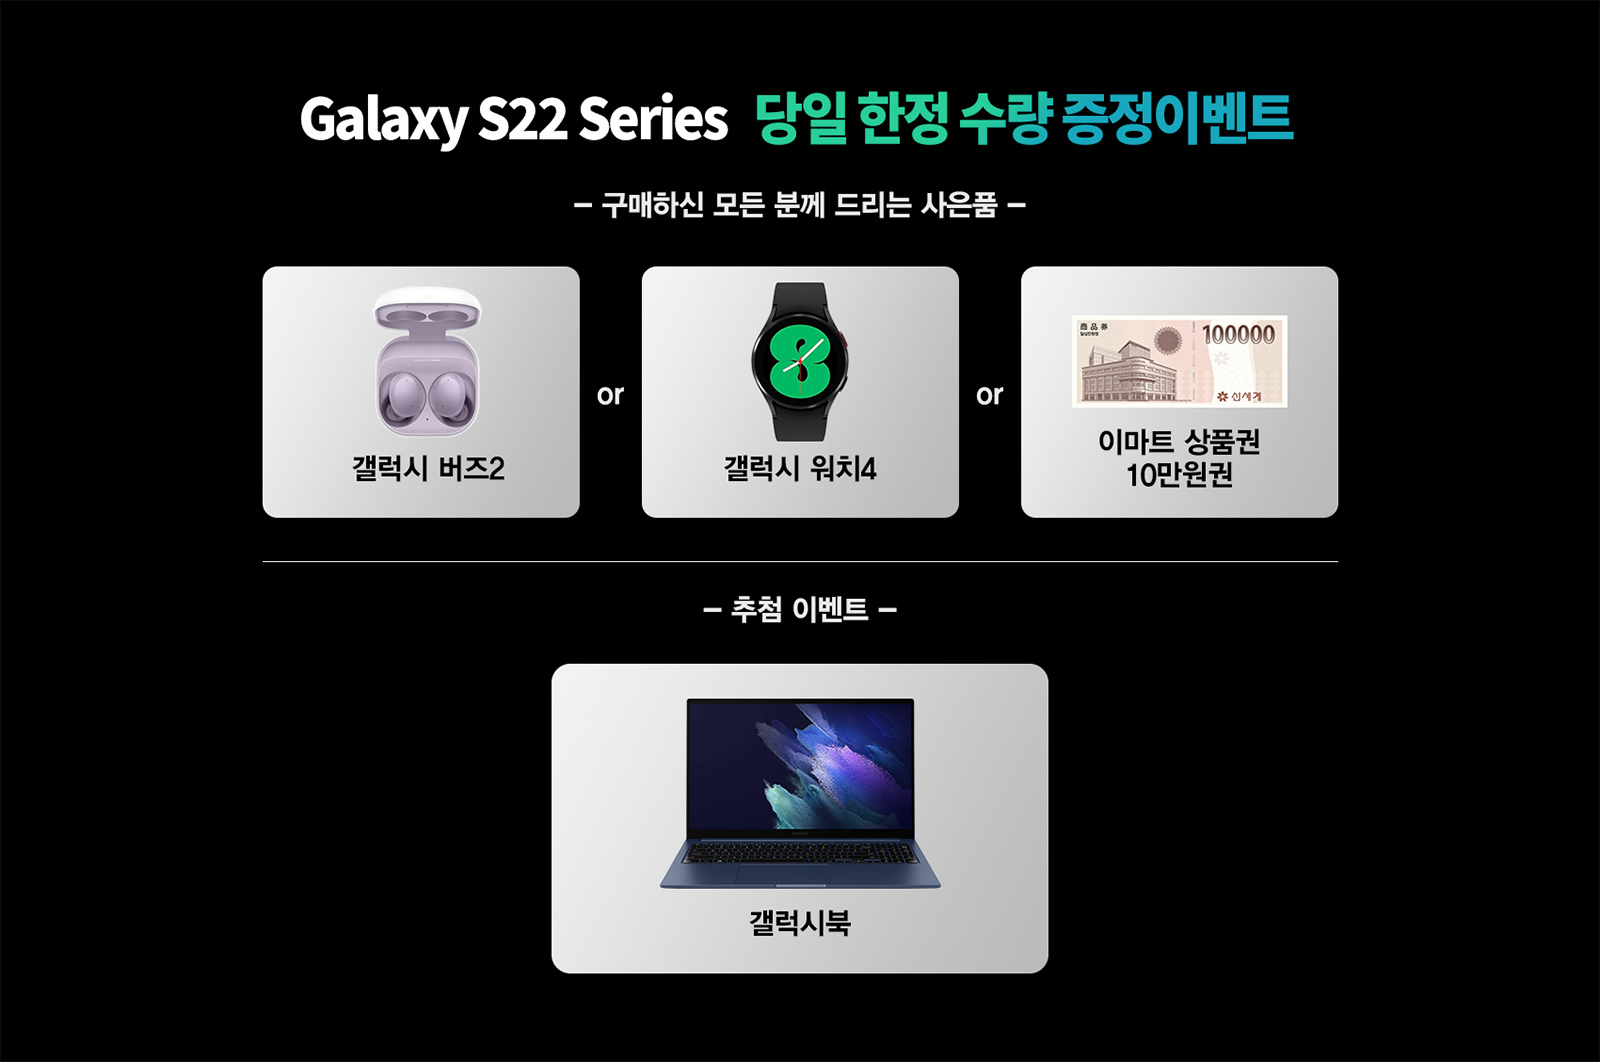 Galaxy S22 Series 당일 한정 수량 증정이벤트
– 구매하신 모든 분께 드리는 사은품 –
갤럭시 버즈2
or
갤럭시 워치4
or
商品券
100000
신세계
이마트 상품권
10만원권
– 추첨 이벤트 –
갤럭시북